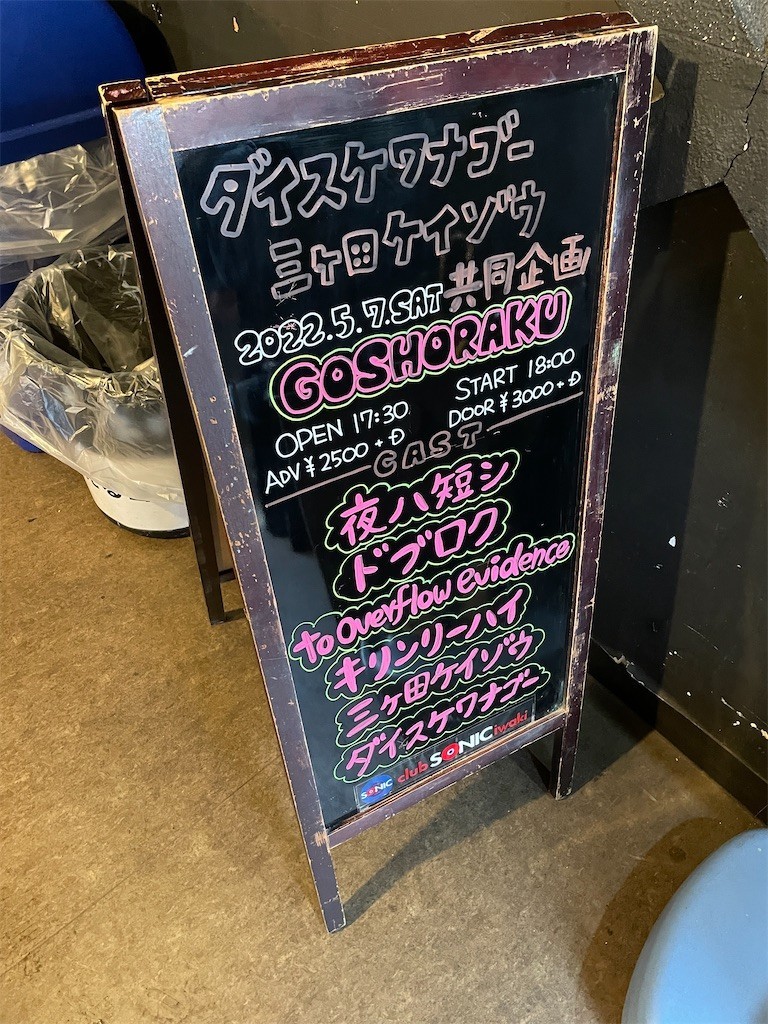 ダイスケワナゴー
三ヶ田ケイゾウ
共同企画
2022.5.7.SAT
GOSHORAKU
OPEN 17:30 START 18:00
ADV ¥2500 +D DOOR ¥3000 +D
CAST
夜ハ短シ
ドブロク
to overflow evidence
キリンリーハイ
三ヶ田ケイゾウ
ダイスケワナゴー
SONIC club SONIC iwaki